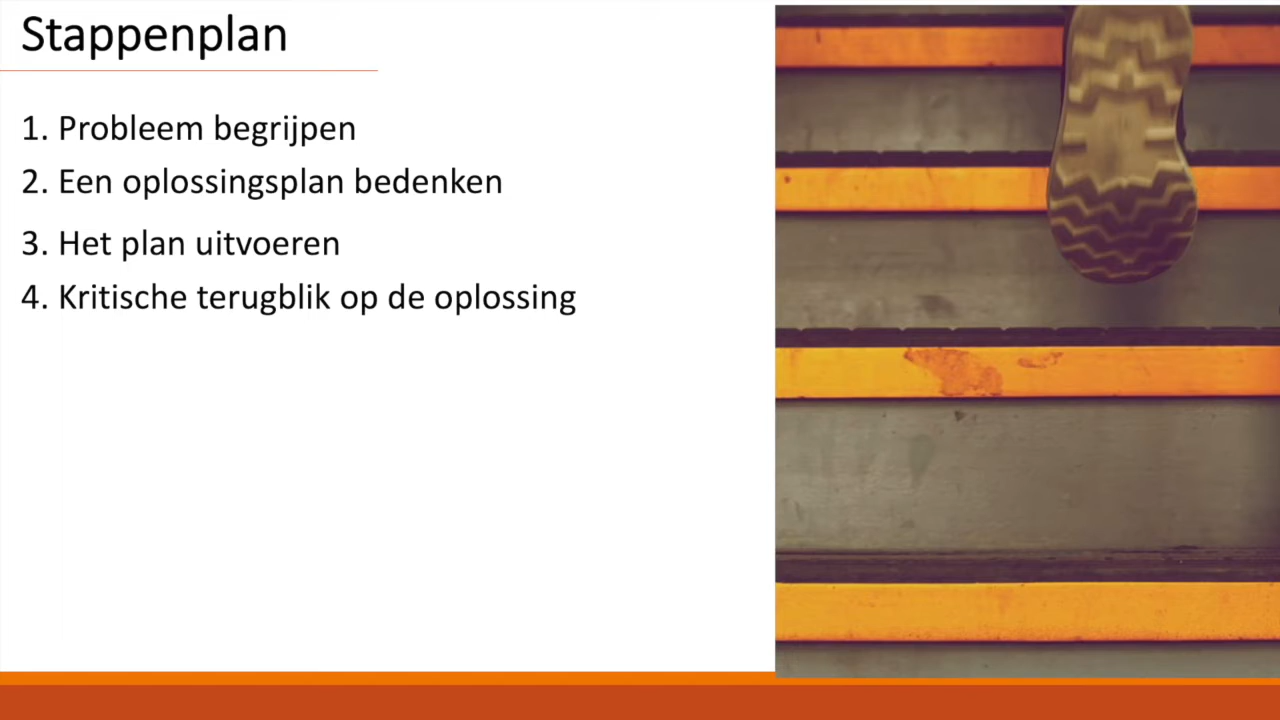 Stappenplan
1. Probleem begrijpen
2. Een oplossingsplan bedenken
3. Het plan uitvoeren
4. Kritische terugblik op de oplossing